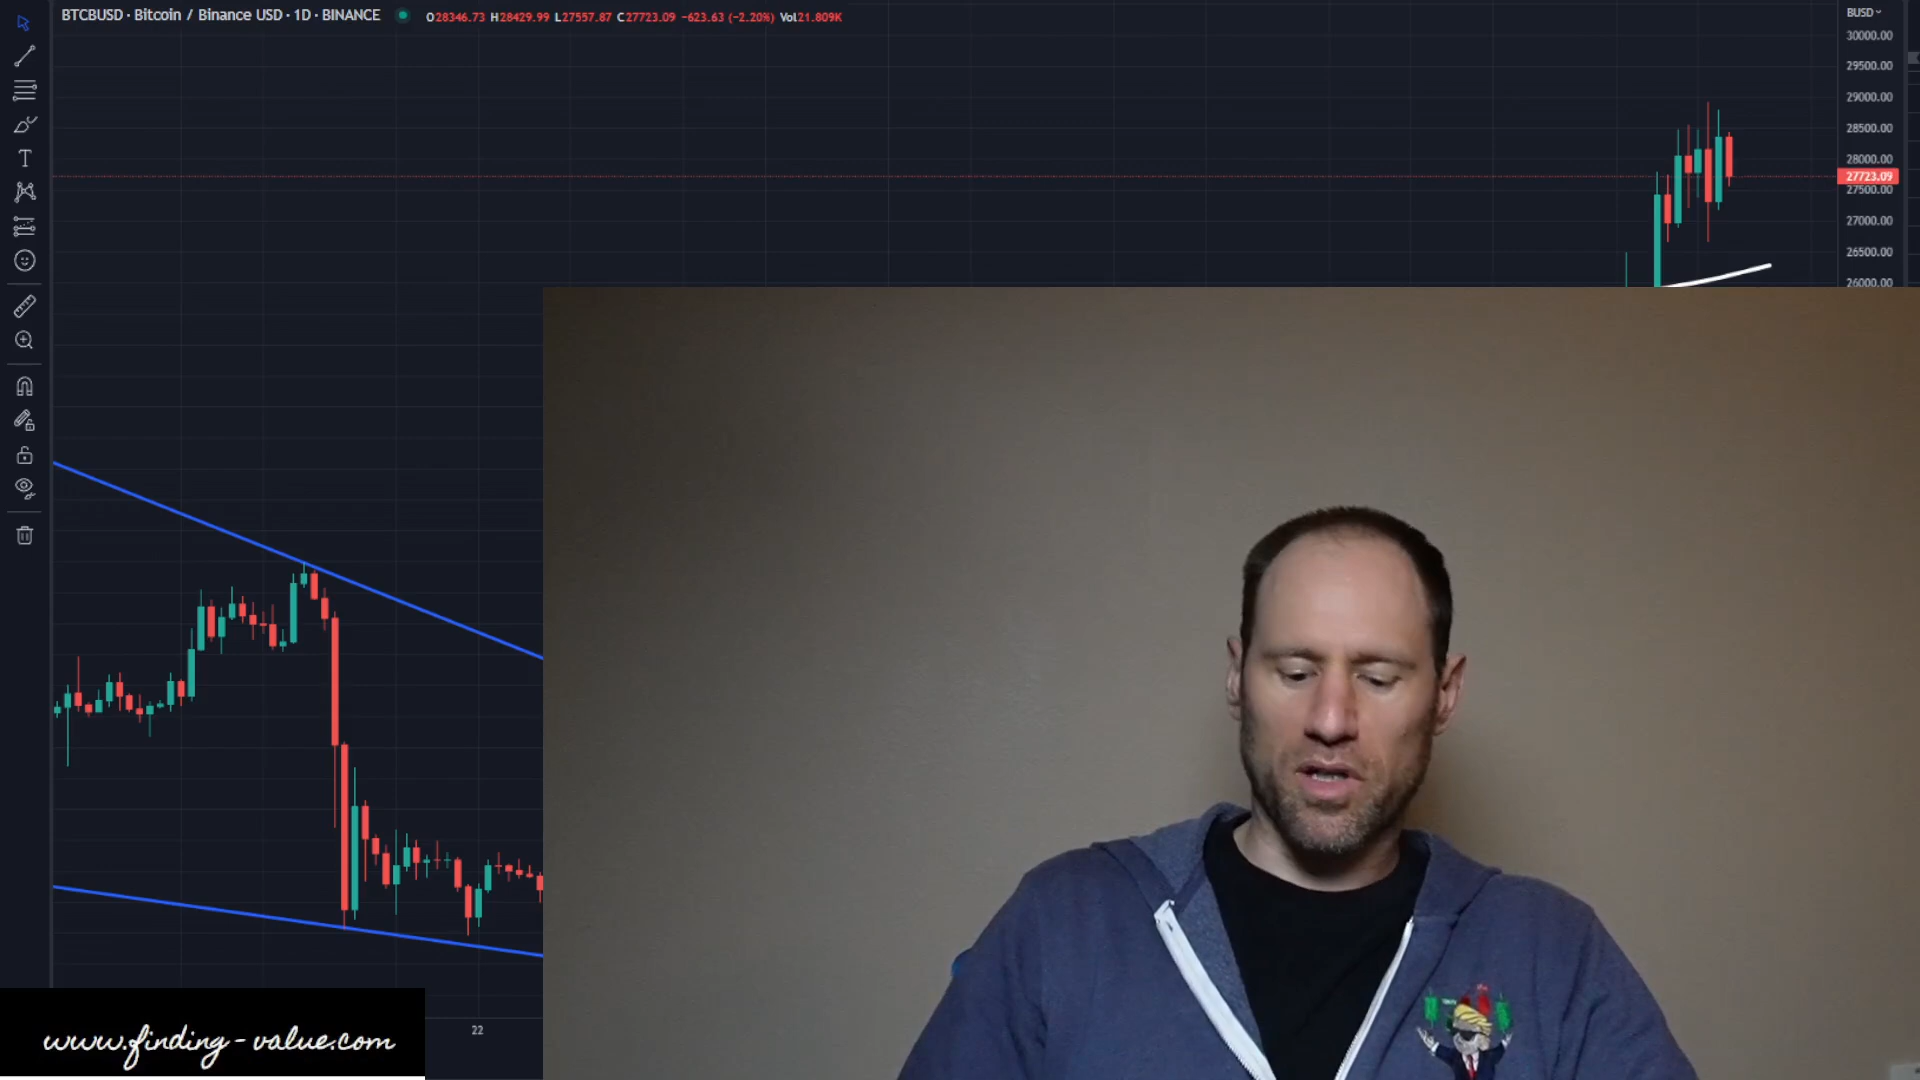 BTCBUSD · Bitcoin / Binance USD · 1D · BINANCE
O28346.73 H28429.99 L27557.87 C27723.09 −623.63 (−2.20%) Vol21.809K
BUSD
30000.00
29500.00
29000.00
28500.00
28000.00
27723.09
27500.00
27000.00
26500.00
26000.00
T
22
www.finding-value.com